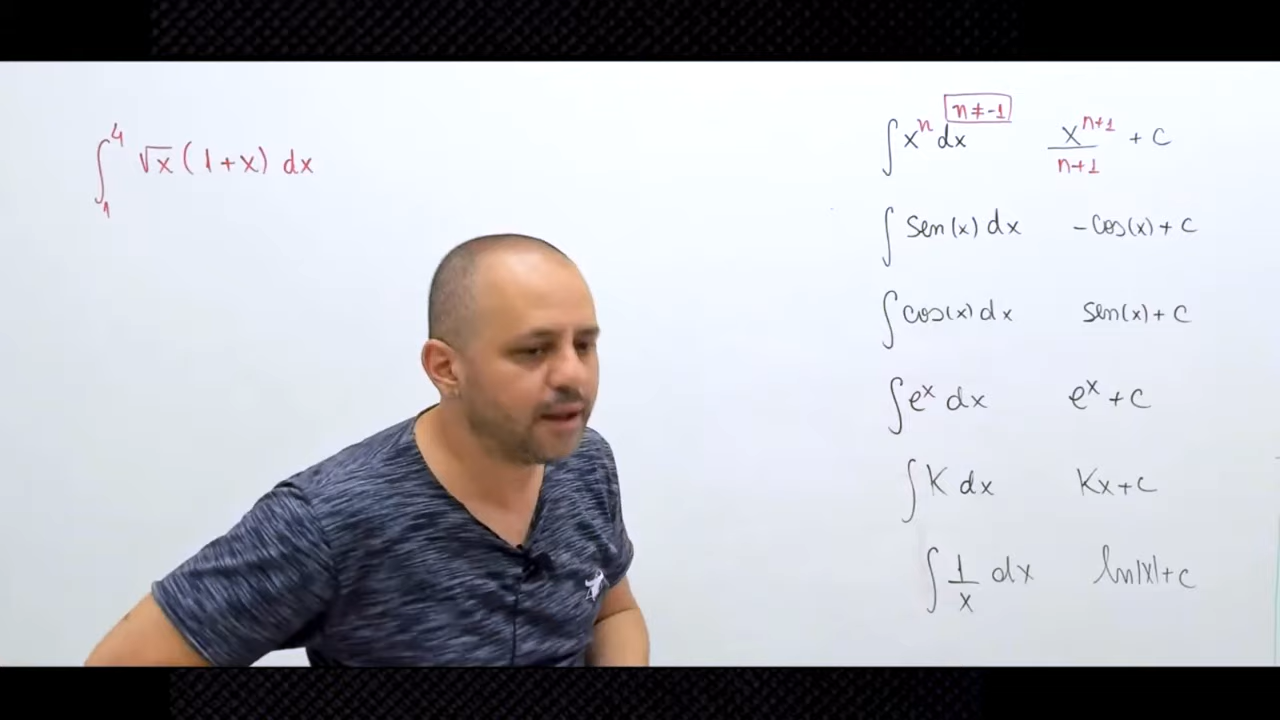 ∫₁⁴ √x (1+x) dx
∫ xⁿ dx n≠-1 xⁿ⁺¹/n+1 + c
∫ Sen(x) dx -Cos(x) + c
∫ cos(x) dx Sen(x) + c
∫ eˣ dx eˣ + c
∫ K dx Kx+c
∫ 1/x dx ln|x|+c